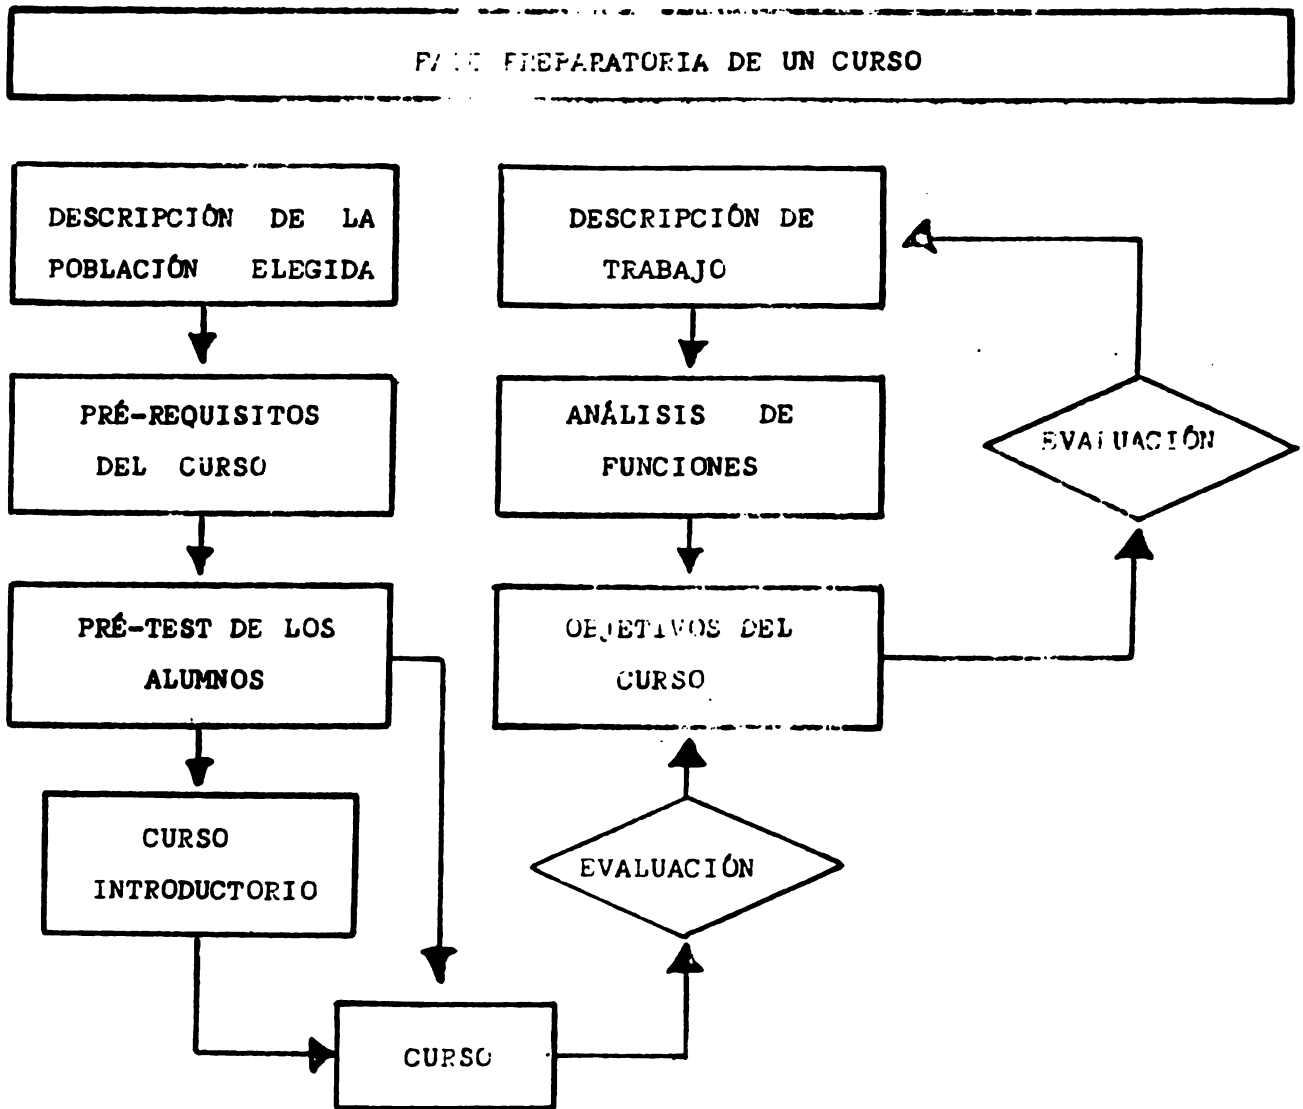 FASE PREPARATORIA DE UN CURSO
DESCRIPCIÓN DE LA
POBLACIÓN ELEGIDA
PRÉ-REQUISITOS
DEL CURSO
PRÉ-TEST DE LOS
ALUMNOS
CURSO
INTRODUCTORIO
CURSO
DESCRIPCIÓN DE
TRABAJO
ANÁLISIS DE
FUNCIONES
OBJETIVOS DEL
CURSO
EVALUACIÓN
EVALUACIÓN